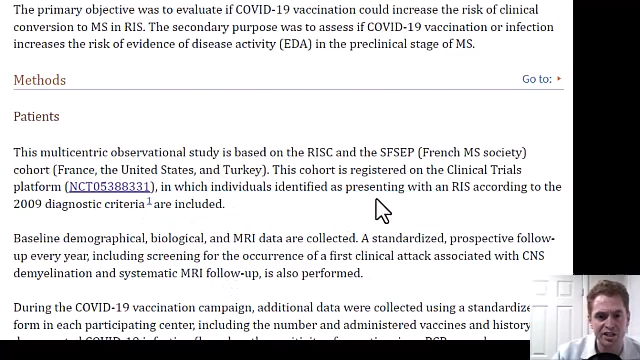 The primary objective was to evaluate if COVID-19 vaccination could increase the risk of clinical
conversion to MS in RIS. The secondary purpose was to assess if COVID-19 vaccination or infection
increases the risk of evidence of disease activity (EDA) in the preclinical stage of MS.
Methods
Go to:
Patients
This multicentric observational study is based on the RISC and the SFSEP (French MS society)
cohort (France, the United States, and Turkey). This cohort is registered on the Clinical Trials
platform (NCT05388331), in which individuals identified as presenting with an RIS according to the
2009 diagnostic criteria1 are included.
Baseline demographical, biological, and MRI data are collected. A standardized, prospective follow-
up every year, including screening for the occurrence of a first clinical attack associated with CNS
demyelination and systematic MRI follow-up, is also performed.
During the COVID-19 vaccination campaign, additional data were collected using a standardize
form in each participating center, including the number and administered vaccines and history